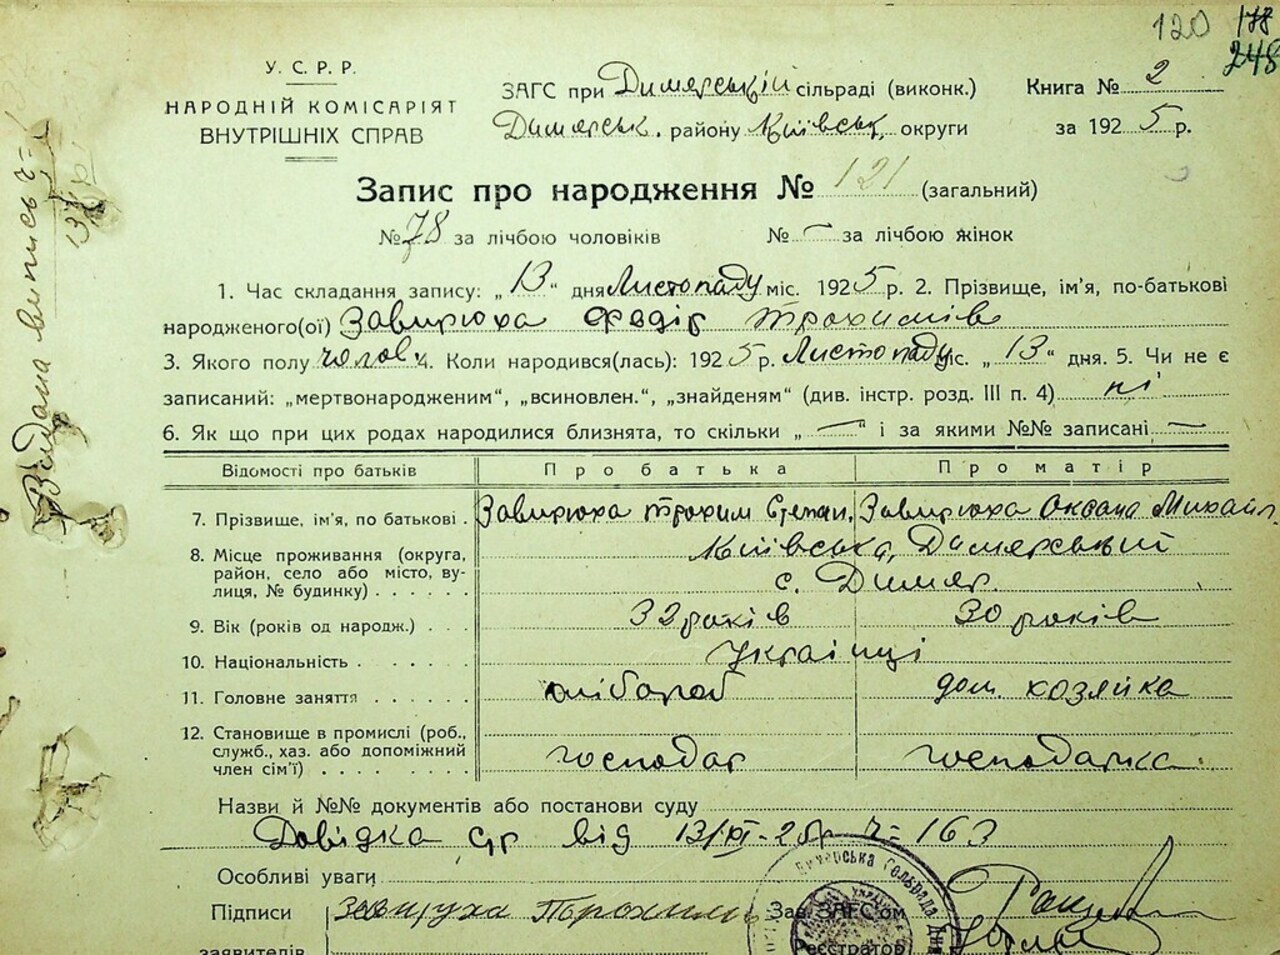 120 178
248
У. С. Р. Р.
НАРОДНІЙ КОМІСАРІЯТ
ВНУТРІШНІХ СПРАВ
ЗАГС при Димерській сільраді (виконк.)
Димерськ. району Київськ. округи
Книга № 2
за 1925 р.
Запис про народження № 121 (загальний)
№ 78 за лічбою чоловіків № — за лічбою жінок
1. Час складання запису: „13“ дня Листопаду міс. 1925 р. 2. Прізвище, ім'я, по-батькові
народженого(ої) Завирюха Федір Трохимів
3. Якого полу чолов 4. Коли народився(лась): 1925 р. Листопаду міс. „13“ дня. 5. Чи не є
записаний: „мертвонародженим“, „всиновлен.“, „знайденям“ (див. інстр. розд. III п. 4) ні
6. Як що при цих родах народилися близнята, то скільки „—“ і за якими №№ записані —
Відомості про батьків Про батька Про матір
7. Прізвище, ім'я, по батькові . Завирюха Трохим Степан. Завирюха Оксана Михайл.
8. Місце проживання (округа, район, село або місто, вулиця, № будинку) Київська, Димерський
с. Димер.
9. Вік (років од народж.) 32 років 30 років
10. Національність Українці
11. Головне заняття хлібороб дом. хозяйка
12. Становище в промислі (роб., служб., хаз. або допоміжний член сім'ї) господар господарка
Назви й №№ документів або постанови суду
Довідка с/р від 13/XI-25р ч= 163
Особливі уваги
Підписи Завируха Трохим Зав. ЗАГС'ом
заявителів Реєстратор
Видана випись ч=